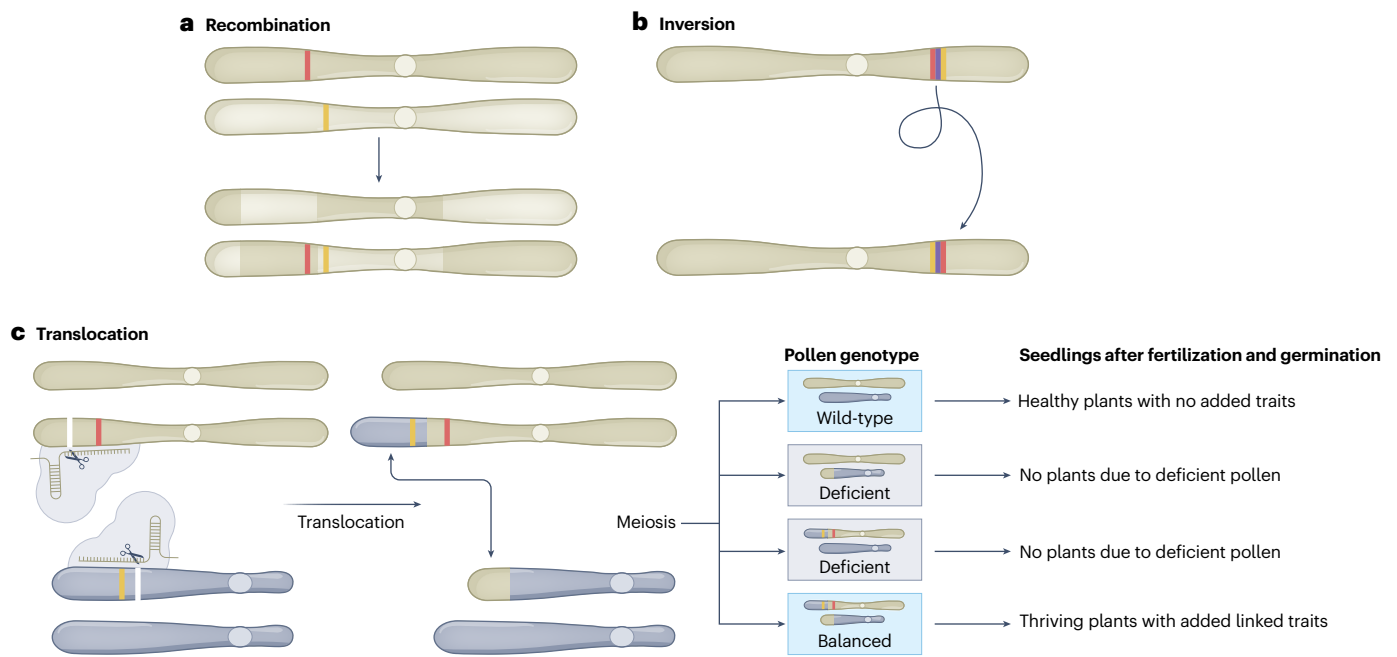 a Recombination
b Inversion
c Translocation
Translocation
Meiosis
Pollen genotype
Seedlings after fertilization and germination
Wild-type
Healthy plants with no added traits
Deficient
No plants due to deficient pollen
Deficient
No plants due to deficient pollen
Balanced
Thriving plants with added linked traits